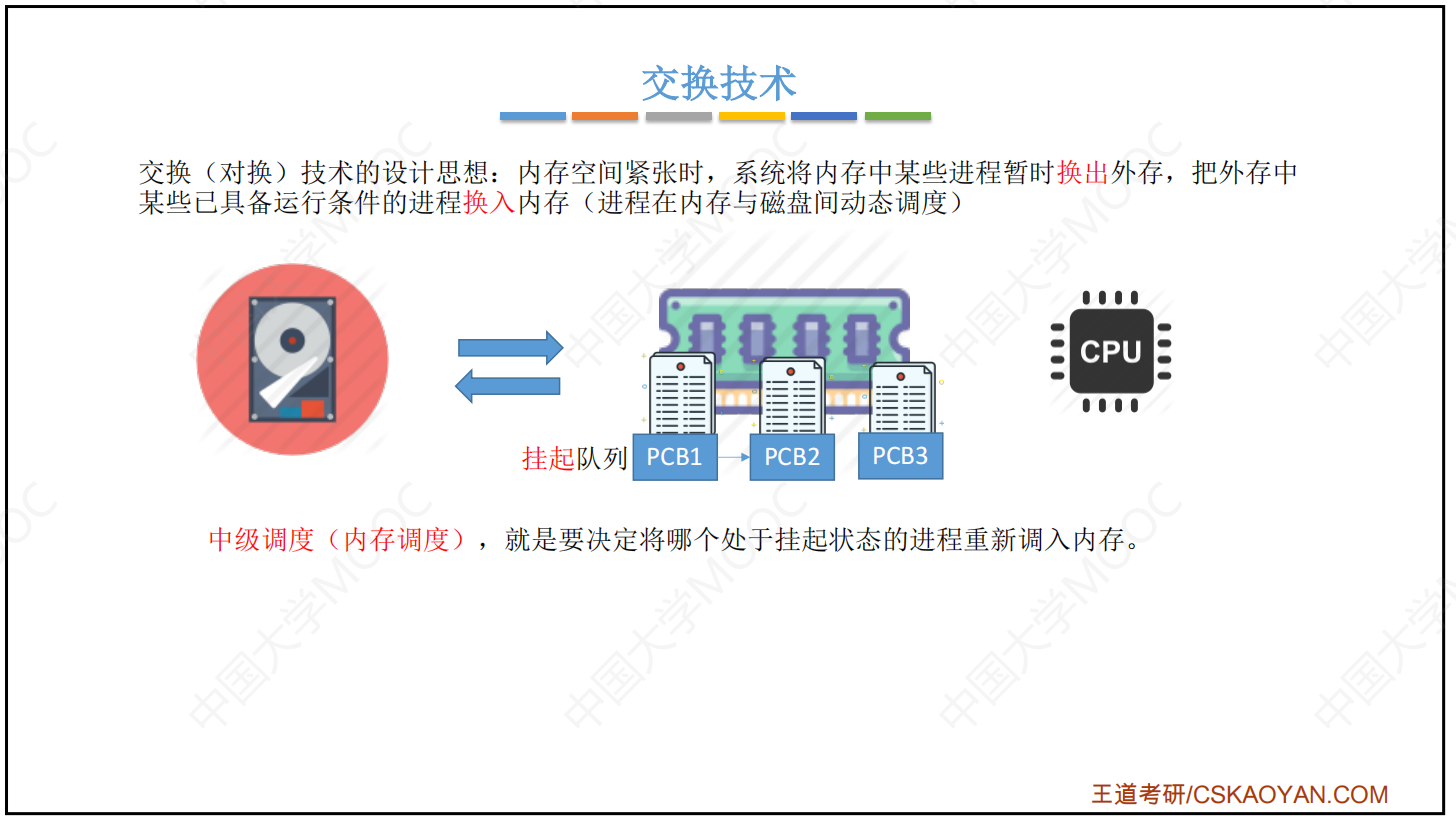 交换技术
交换（对换）技术的设计思想：内存空间紧张时，系统将内存中某些进程暂时换出外存，把外存中
某些已具备运行条件的进程换入内存（进程在内存与磁盘间动态调度）
CPU
挂起队列 PCB1 PCB2 PCB3
中级调度（内存调度），就是要决定将哪个处于挂起状态的进程重新调入内存。
中国大学MOOC
王道考研/CSKAOYAN.COM